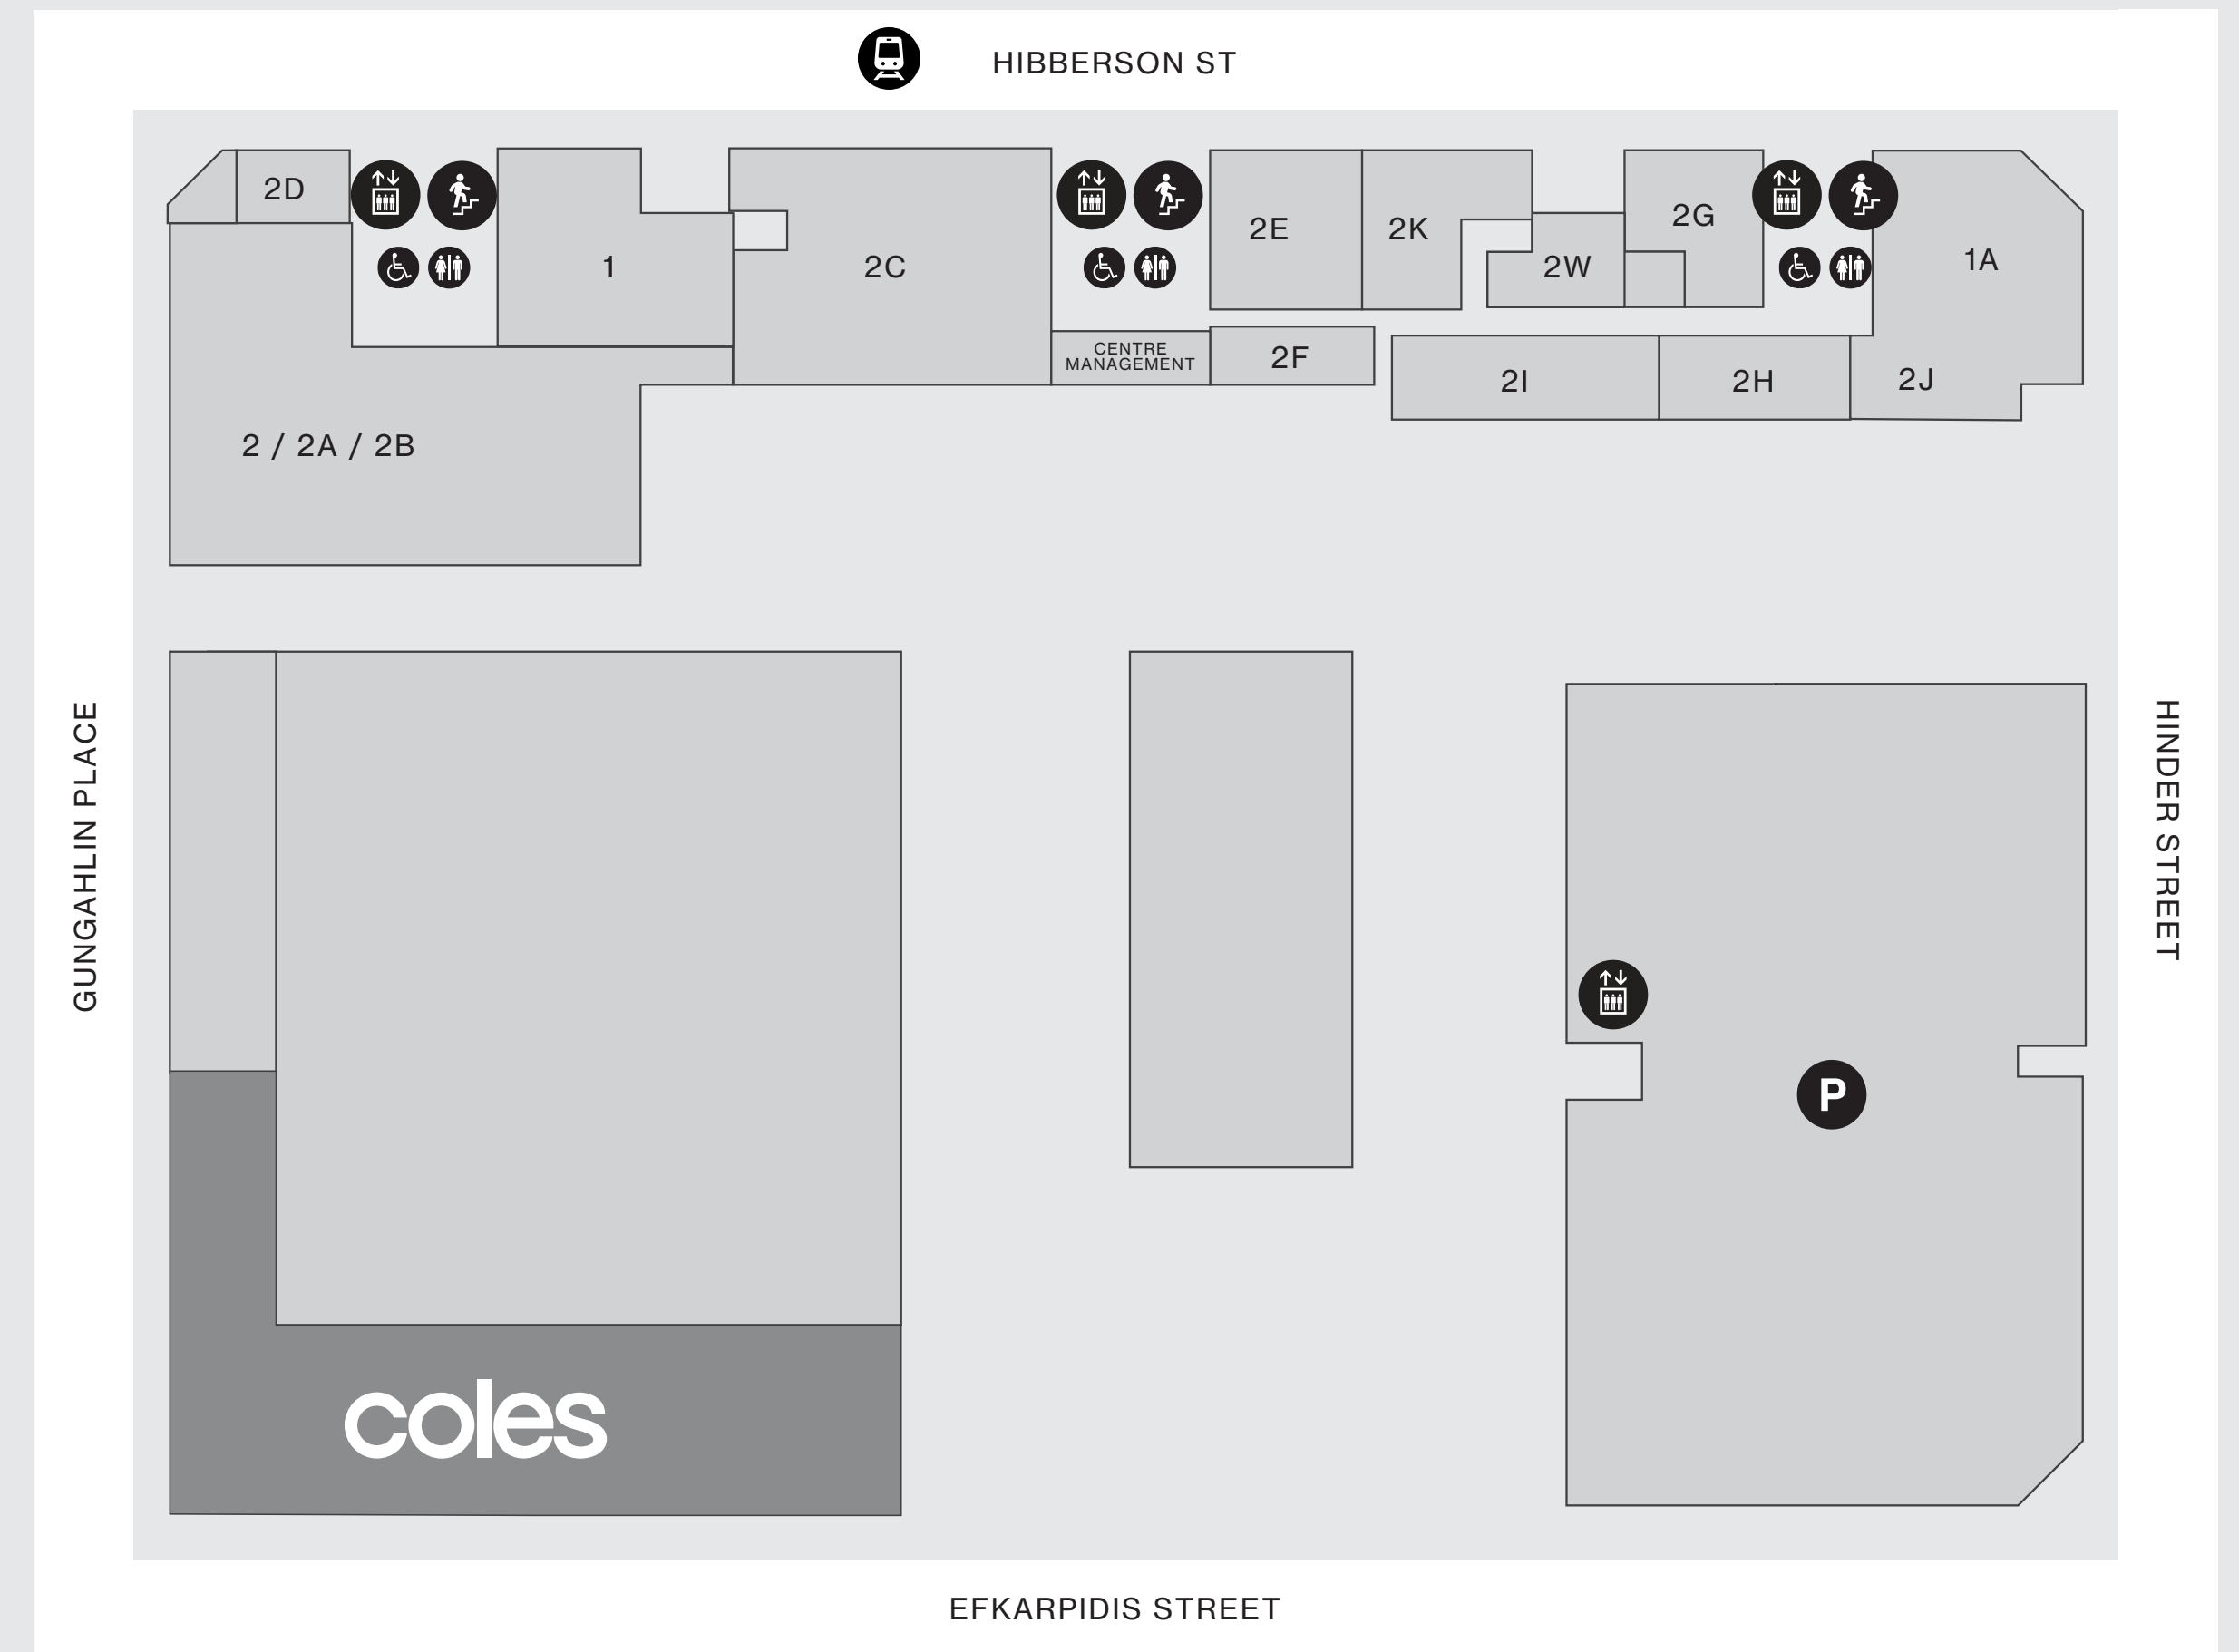 HIBBERSON ST
2D
1
2C
2E
2K
2W
2G
1A
CENTRE
MANAGEMENT
2F
2I
2H
2J
2 / 2A / 2B
GUNGAHLIN PLACE
HINDER STREET
P
coles
EFKARPIDIS STREET